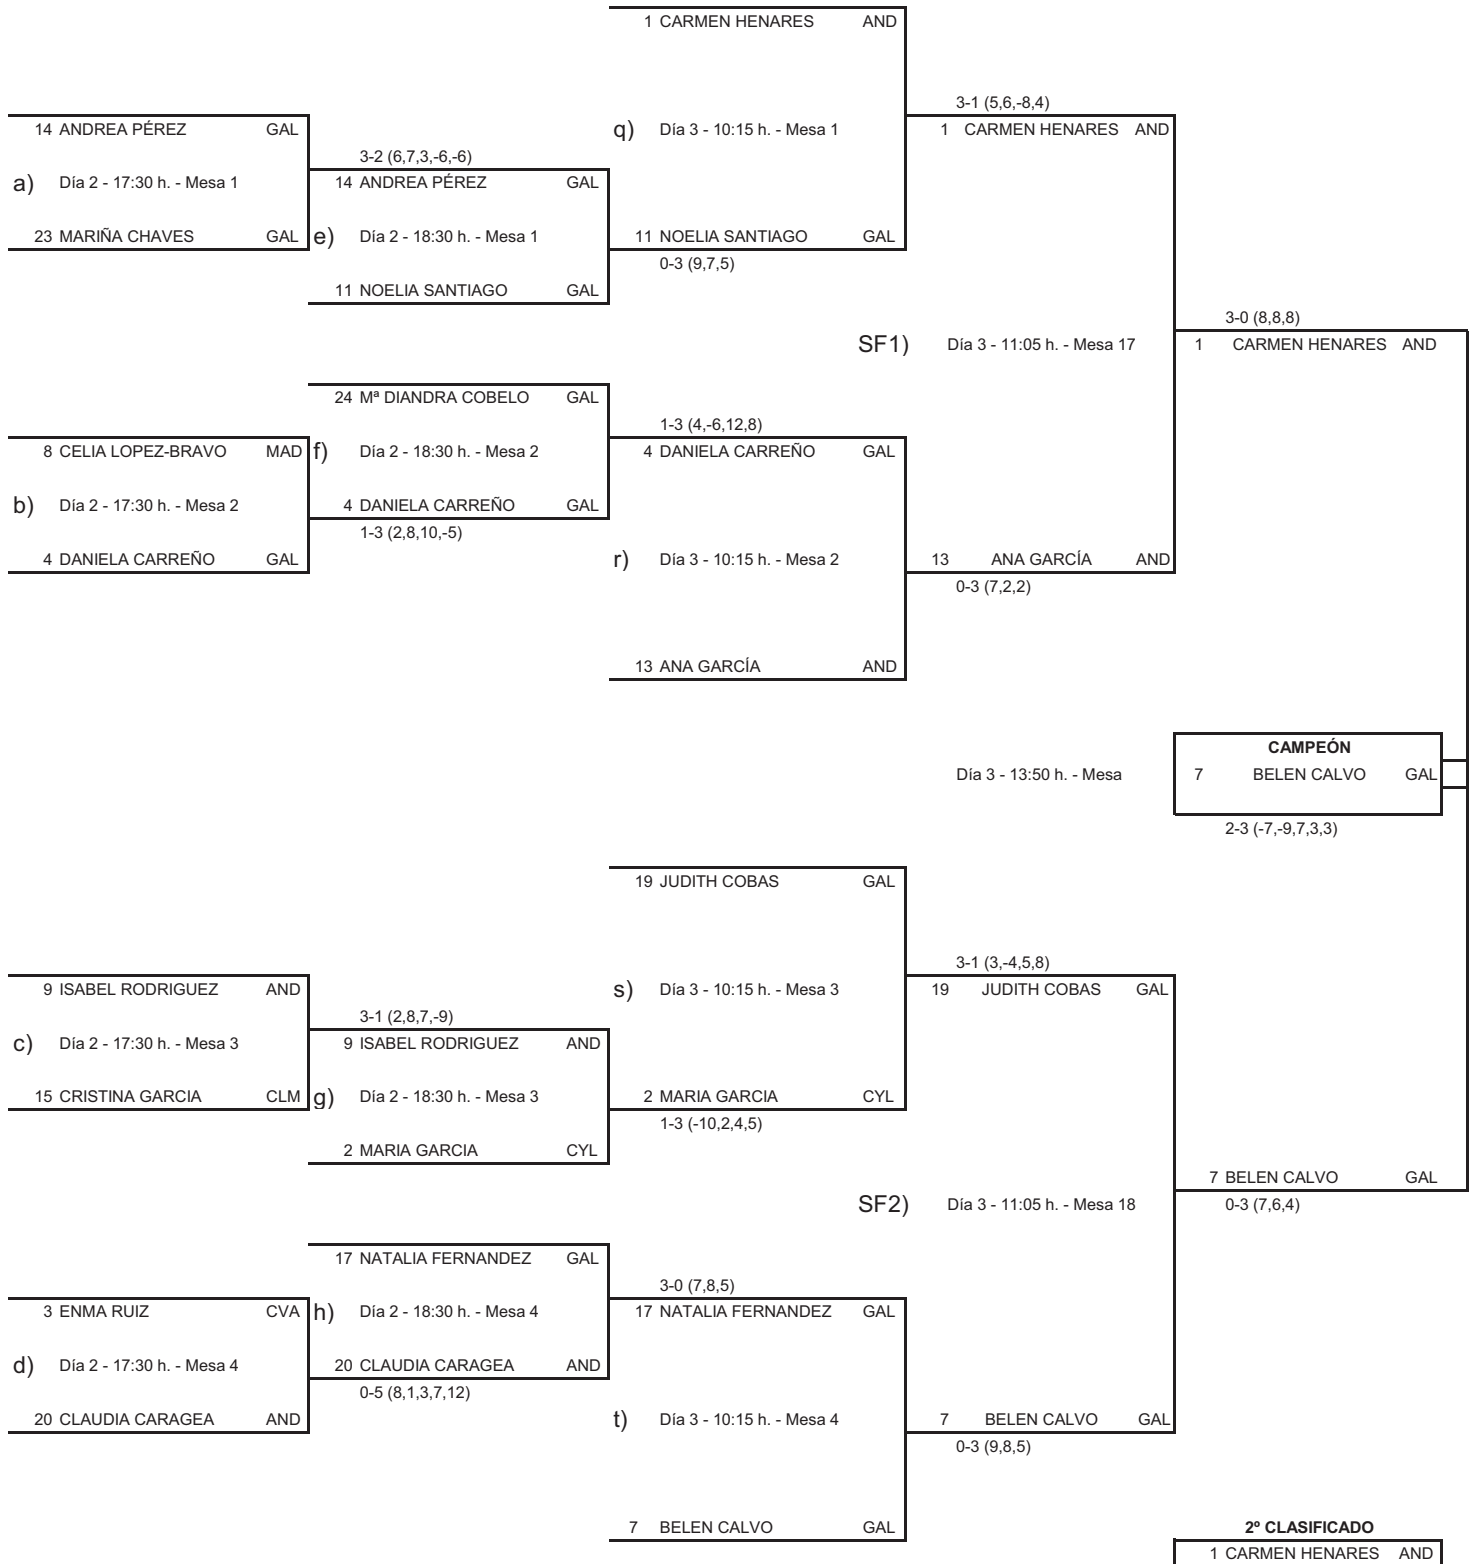 1 CARMEN HENARES AND
3-1 (5,6,-8,4)
14 ANDREA PÉREZ GAL
q) Día 3 - 10:15 h. - Mesa 1
1 CARMEN HENARES AND
3-2 (6,7,3,-6,-6)
a) Día 2 - 17:30 h. - Mesa 1
14 ANDREA PÉREZ GAL
23 MARIÑA CHAVES GAL
e) Día 2 - 18:30 h. - Mesa 1
11 NOELIA SANTIAGO GAL
0-3 (9,7,5)
11 NOELIA SANTIAGO GAL
3-0 (8,8,8)
SF1) Día 3 - 11:05 h. - Mesa 17
1 CARMEN HENARES AND
24 Mª DIANDRA COBELO GAL
1-3 (4,-6,12,8)
8 CELIA LOPEZ-BRAVO MAD
f) Día 2 - 18:30 h. - Mesa 2
4 DANIELA CARREÑO GAL
b) Día 2 - 17:30 h. - Mesa 2
4 DANIELA CARREÑO GAL
1-3 (2,8,10,-5)
4 DANIELA CARREÑO GAL
r) Día 3 - 10:15 h. - Mesa 2
13 ANA GARCÍA AND
0-3 (7,2,2)
13 ANA GARCÍA AND
CAMPEÓN
Día 3 - 13:50 h. - Mesa
7 BELEN CALVO GAL
2-3 (-7,-9,7,3,3)
19 JUDITH COBAS GAL
3-1 (3,-4,5,8)
9 ISABEL RODRIGUEZ AND
s) Día 3 - 10:15 h. - Mesa 3
19 JUDITH COBAS GAL
3-1 (2,8,7,-9)
c) Día 2 - 17:30 h. - Mesa 3
9 ISABEL RODRIGUEZ AND
15 CRISTINA GARCIA CLM
g) Día 2 - 18:30 h. - Mesa 3
2 MARIA GARCIA CYL
1-3 (-10,2,4,5)
2 MARIA GARCIA CYL
7 BELEN CALVO GAL
SF2) Día 3 - 11:05 h. - Mesa 18
0-3 (7,6,4)
17 NATALIA FERNANDEZ GAL
3-0 (7,8,5)
3 ENMA RUIZ CVA
h) Día 2 - 18:30 h. - Mesa 4
17 NATALIA FERNANDEZ GAL
d) Día 2 - 17:30 h. - Mesa 4
20 CLAUDIA CARAGEA AND
0-5 (8,1,3,7,12)
20 CLAUDIA CARAGEA AND
t) Día 3 - 10:15 h. - Mesa 4
7 BELEN CALVO GAL
0-3 (9,8,5)
7 BELEN CALVO GAL
2º CLASIFICADO
1 CARMEN HENARES AND